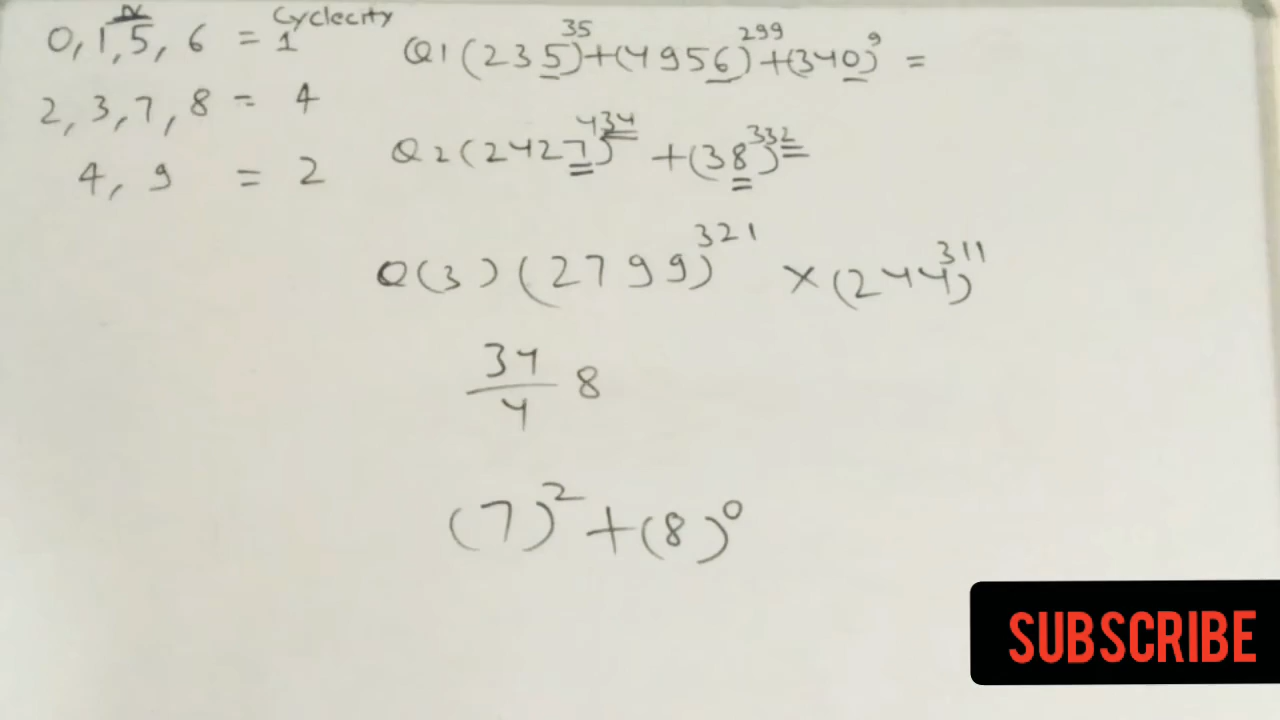 Cyclecity
0, 1, 5, 6 = 1
2, 3, 7, 8 = 4
4, 9 = 2
Q1 (235)^35 + (4956)^299 + (340)^9 =
Q2 (2427)^434 + (38)^332
Q(3) (2799)^321 × (244)^311
34/4 8
(7)^2 + (8)^0
SUBSCRIBE